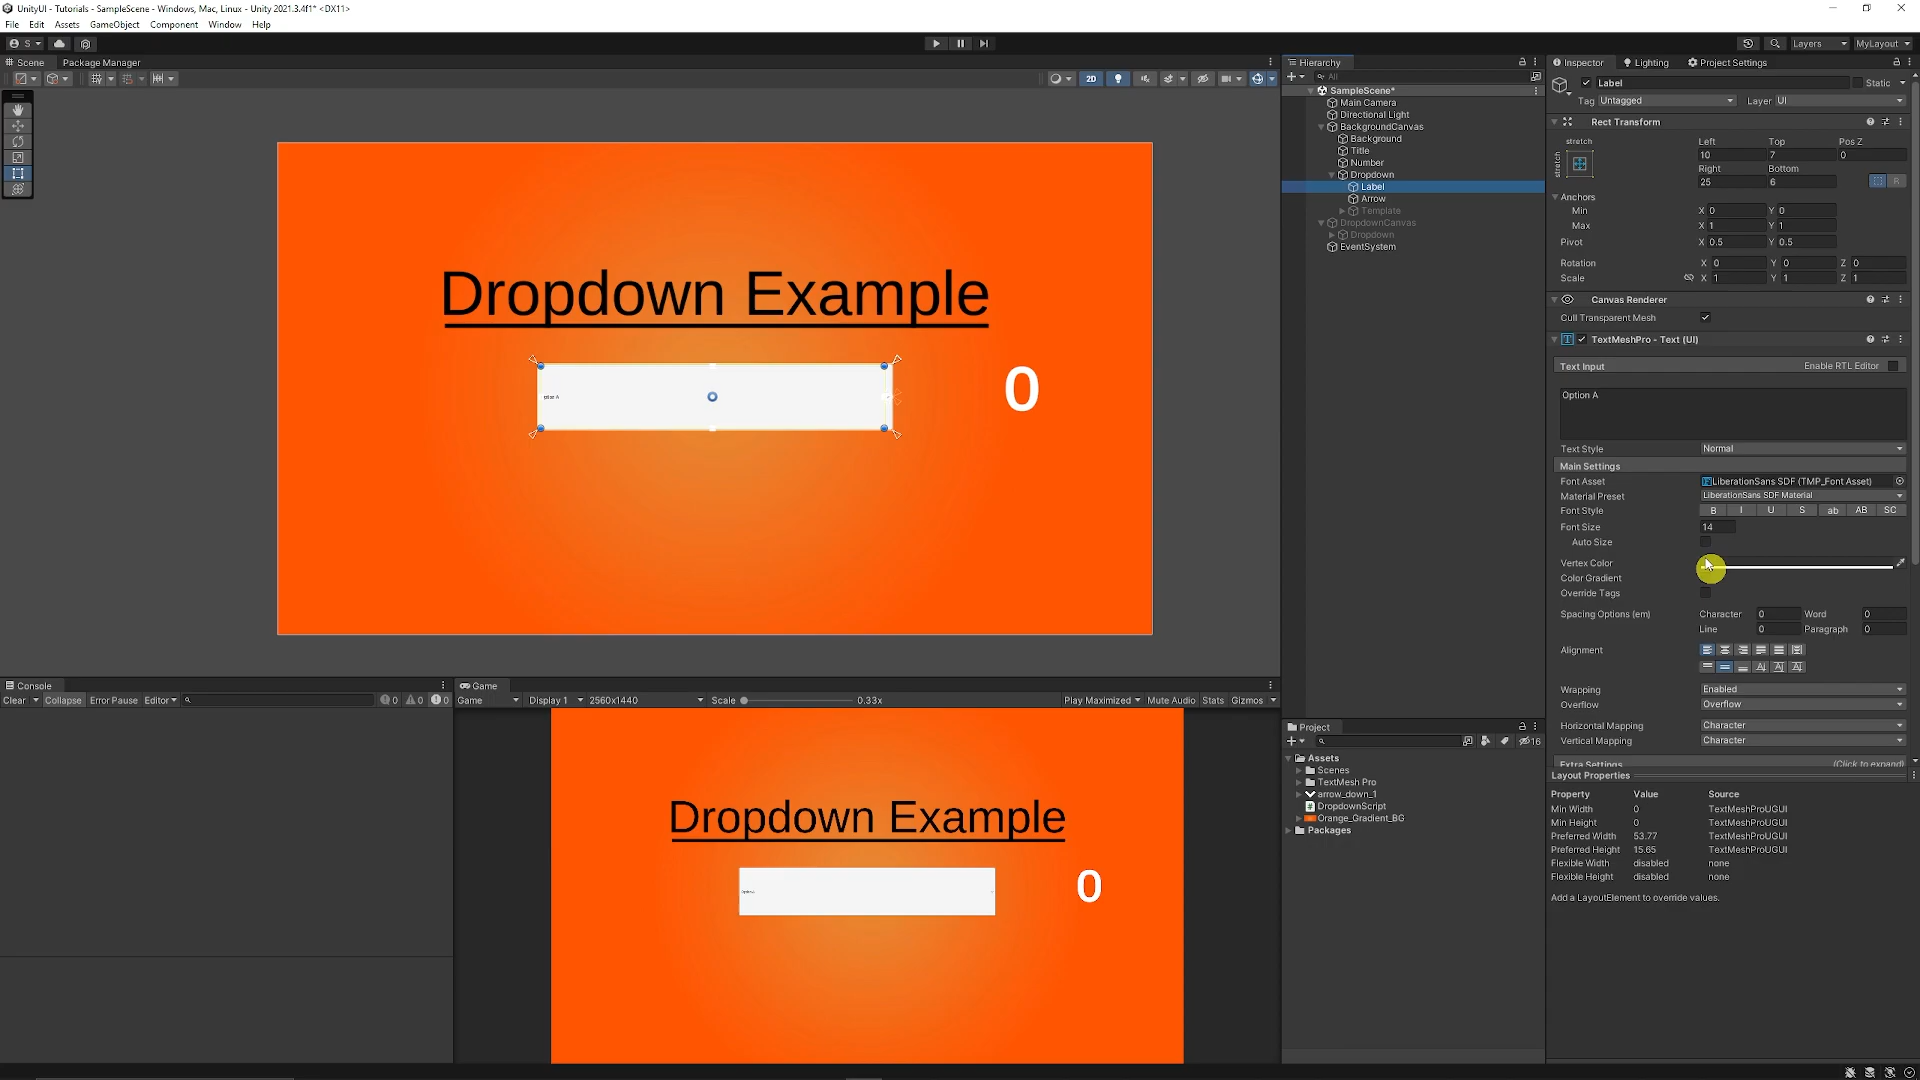 UnityUI - Tutorials - SampleScene - Windows, Mac, Linux - Unity 2021.3.4f1* <DX11>
File Edit Assets GameObject Component Window Help
S Layers MyLayout
Scene Package Manager
2D
Dropdown Example
Option A
0
Hierarchy
All
SampleScene*
Main Camera
Directional Light
BackgroundCanvas
Background
Title
Number
Dropdown
Label
Arrow
Template
DropdownCanvas
Dropdown
EventSystem
Inspector Lighting Project Settings
Label Static
Tag Untagged Layer UI
Rect Transform
stretch Left Top Pos Z
stretch 10 7 0
Right Bottom
25 6 R
Anchors
Min X 0 Y 0
Max X 1 Y 1
Pivot X 0.5 Y 0.5
Rotation X 0 Y 0 Z 0
Scale X 1 Y 1 Z 1
Canvas Renderer
Cull Transparent Mesh
TextMeshPro - Text (UI)
Text Input Enable RTL Editor
Option A
Text Style Normal
Main Settings
Font Asset LiberationSans SDF (TMP_Font Asset)
Material Preset LiberationSans SDF Material
Font Style B I U S ab AB SC
Font Size 14
Auto Size
Vertex Color
Color Gradient
Override Tags
Spacing Options (em) Character 0 Word 0
Line 0 Paragraph 0
Alignment
Wrapping Enabled
Overflow Overflow
Horizontal Mapping Character
Vertical Mapping Character
Extra Settings (Click to expand)
Layout Properties
Property Value Source
Min Width 0 TextMeshProUGUI
Min Height 0 TextMeshProUGUI
Preferred Width 53.77 TextMeshProUGUI
Preferred Height 15.65 TextMeshProUGUI
Flexible Width disabled none
Flexible Height disabled none
Add a LayoutElement to override values.
Console
Clear Collapse Error Pause Editor 0 0 0
Game
Game Display 1 2560x1440 Scale 0.33x Play Maximized Mute Audio Stats Gizmos
Dropdown Example
0
Project
16
Assets
Scenes
TextMesh Pro
arrow_down_1
DropdownScript
Orange_Gradient_BG
Packages